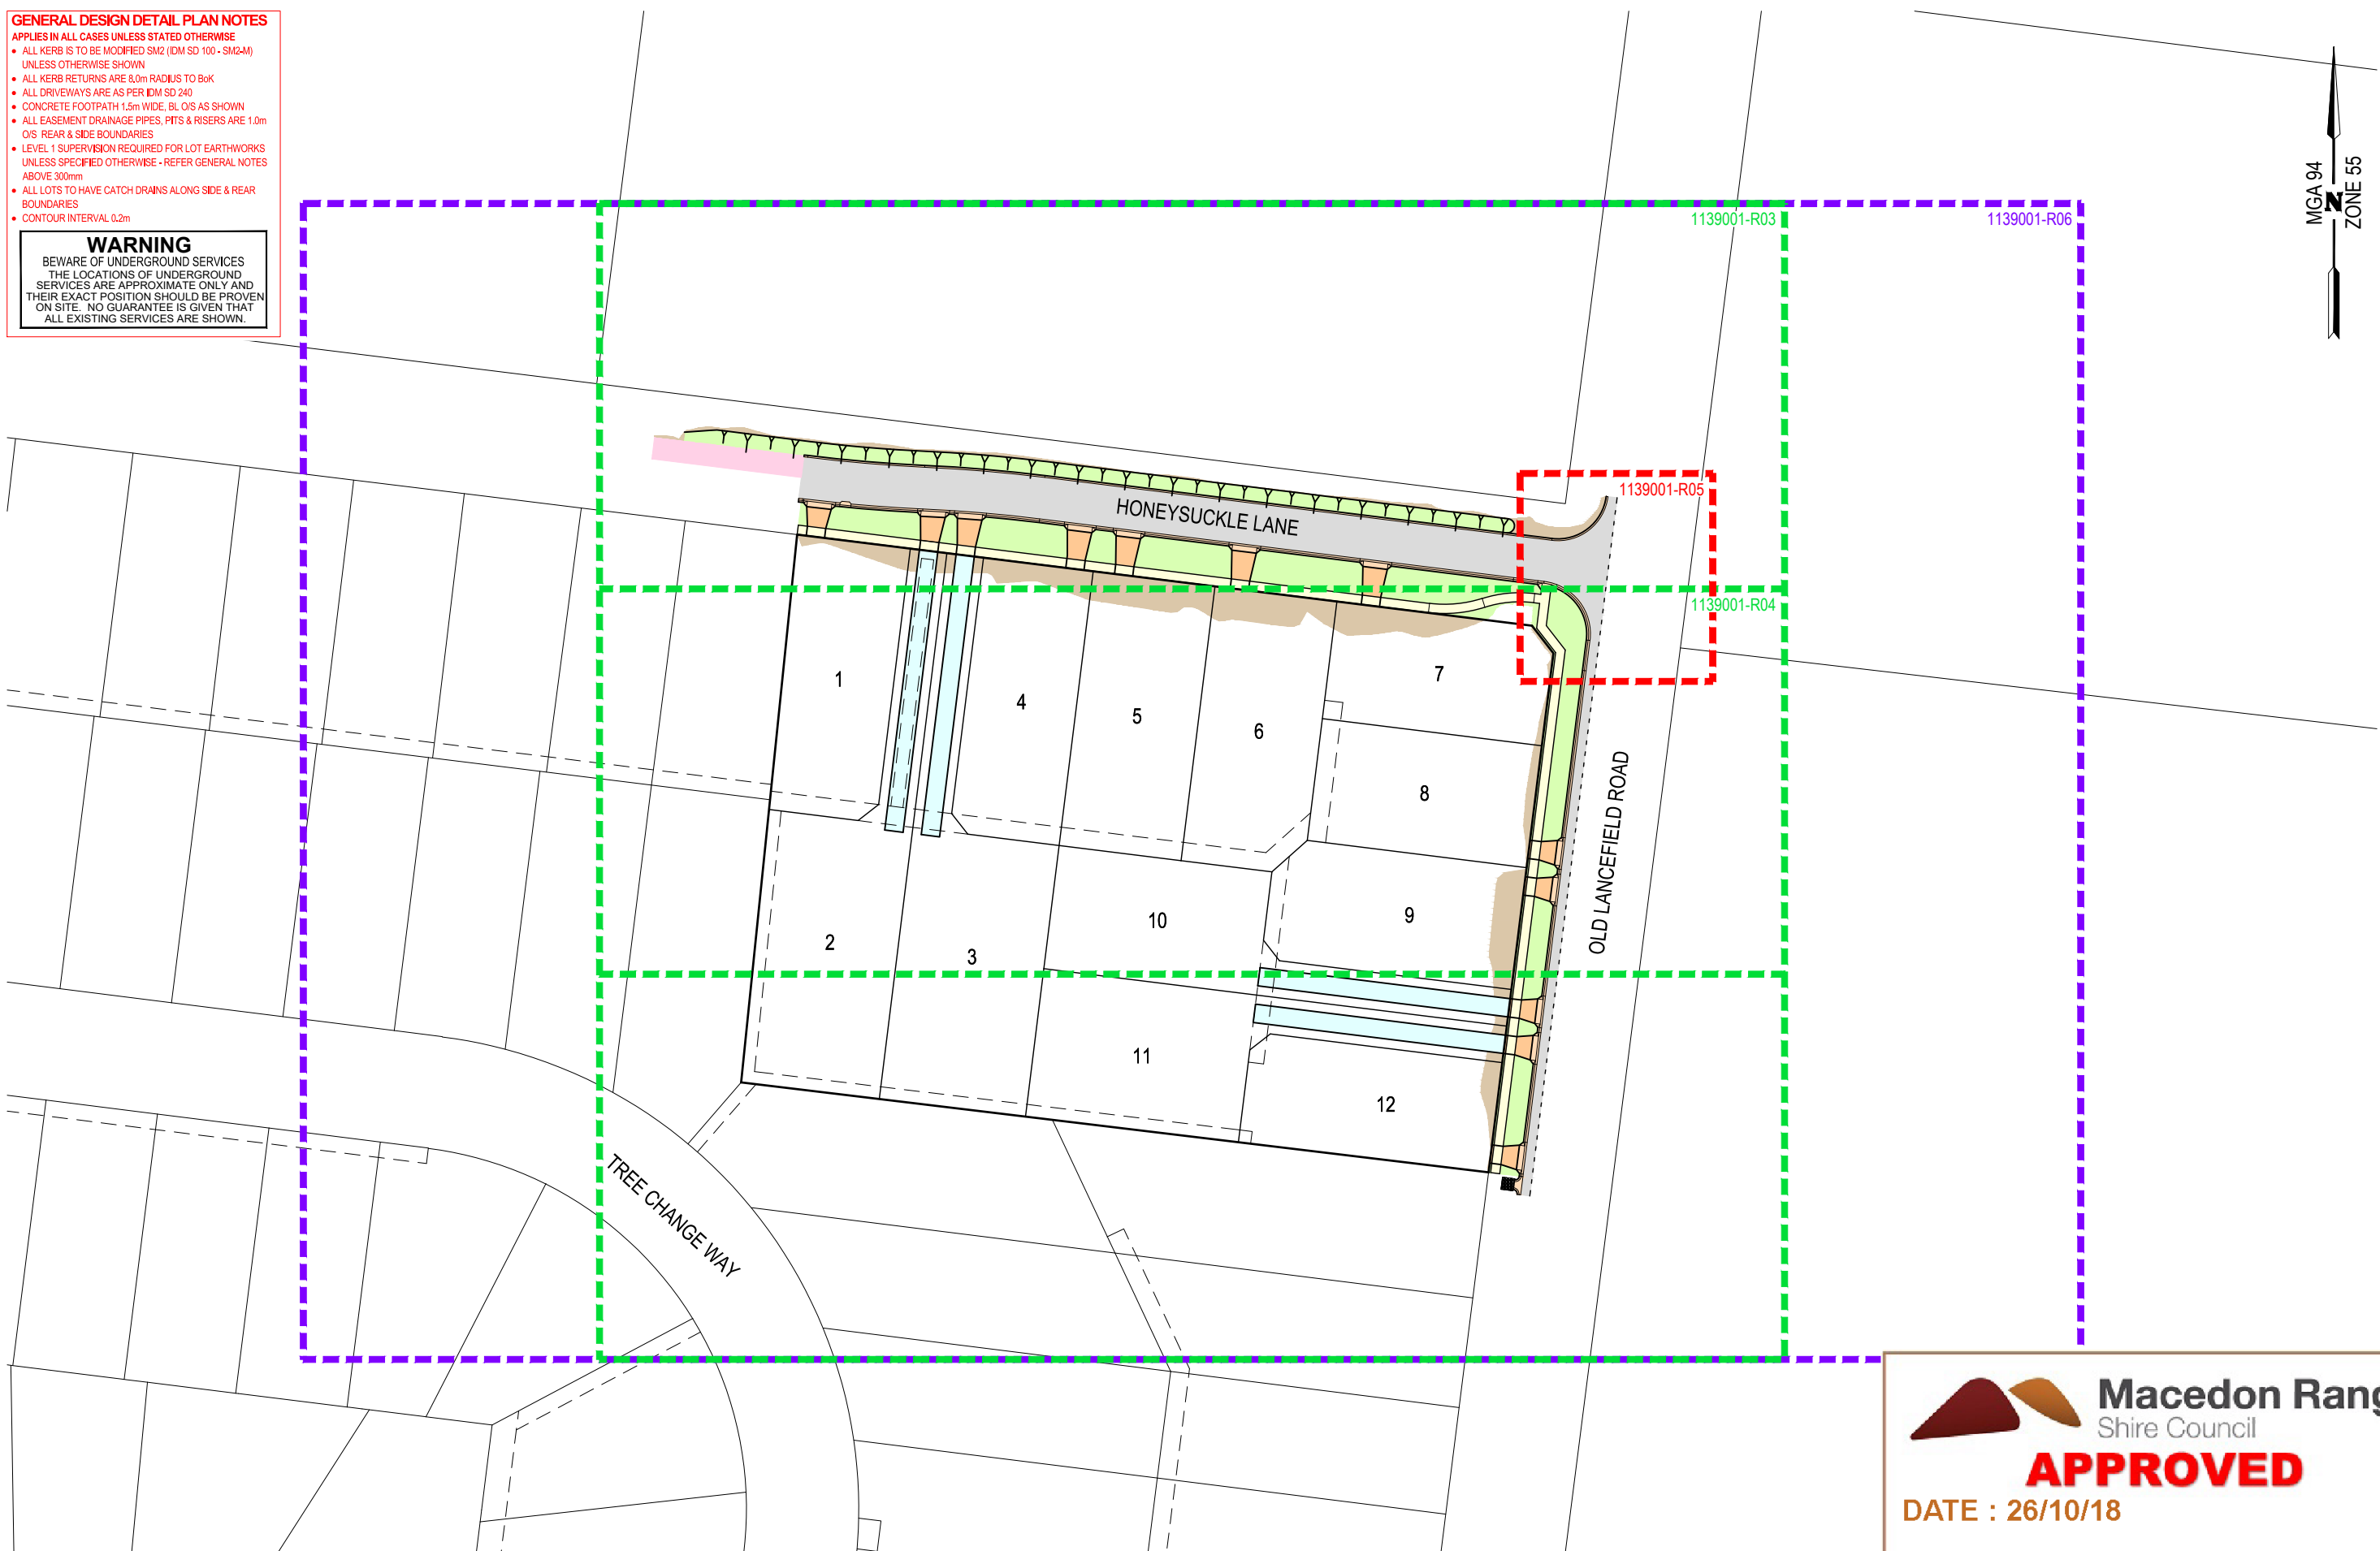 GENERAL DESIGN DETAIL PLAN NOTES
APPLIES IN ALL CASES UNLESS STATED OTHERWISE
• ALL KERB IS TO BE MODIFIED SM2 (IDM SD 100 - SM2-M)
UNLESS OTHERWISE SHOWN
• ALL KERB RETURNS ARE 8.0m RADIUS TO BoK
• ALL DRIVEWAYS ARE AS PER IDM SD 240
• CONCRETE FOOTPATH 1.5m WIDE, BL O/S AS SHOWN
• ALL EASEMENT DRAINAGE PIPES, PITS & RISERS ARE 1.0m
O/S REAR & SIDE BOUNDARIES
• LEVEL 1 SUPERVISION REQUIRED FOR LOT EARTHWORKS
UNLESS SPECIFIED OTHERWISE - REFER GENERAL NOTES
ABOVE 300mm
• ALL LOTS TO HAVE CATCH DRAINS ALONG SIDE & REAR
BOUNDARIES
• CONTOUR INTERVAL 0.2m
WARNING
BEWARE OF UNDERGROUND SERVICES
THE LOCATIONS OF UNDERGROUND
SERVICES ARE APPROXIMATE ONLY AND
THEIR EXACT POSITION SHOULD BE PROVEN
ON SITE. NO GUARANTEE IS GIVEN THAT
ALL EXISTING SERVICES ARE SHOWN.
MGA 94
N
ZONE 55
1139001-R03
1139001-R06
1139001-R05
HONEYSUCKLE LANE
1139001-R04
1
4
5
6
7
8
OLD LANCEFIELD ROAD
2
3
10
9
11
12
TREE CHANGE WAY
Macedon Rang
Shire Council
APPROVED
DATE : 26/10/18